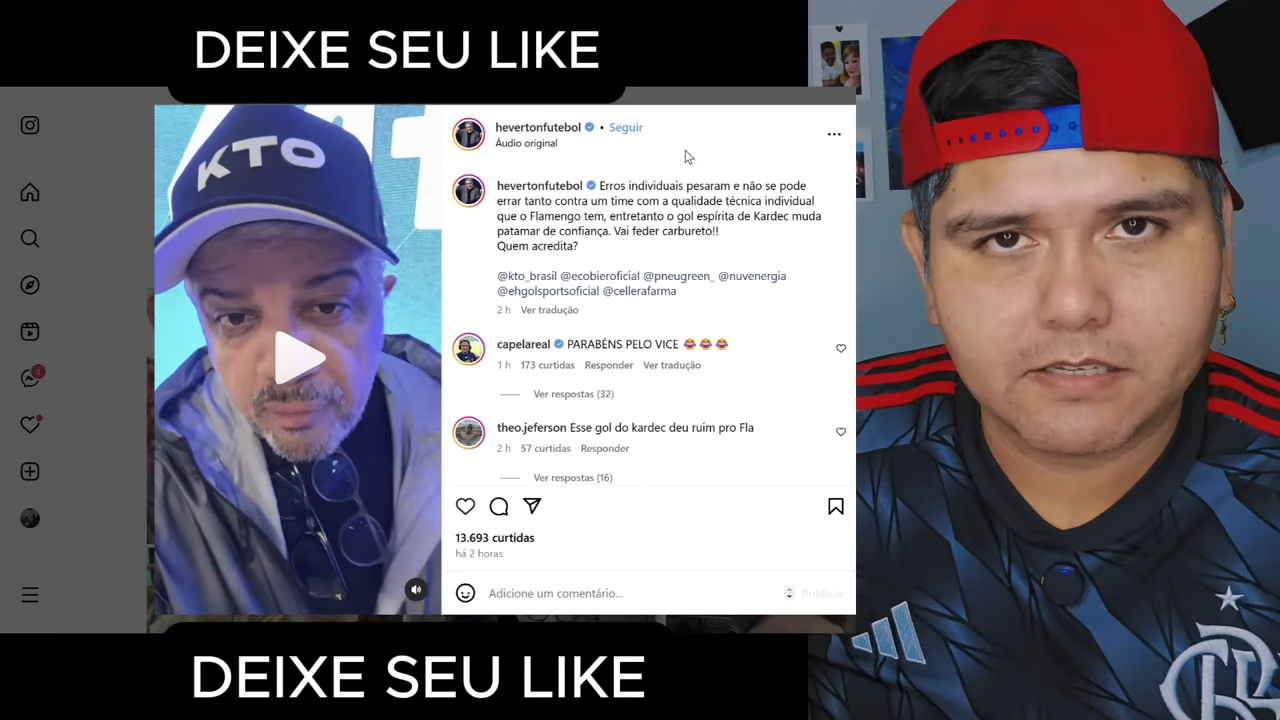 DEIXE SEU LIKE
KTO
hevertonfutebol • Seguir
Áudio original
hevertonfutebol Erros individuais pesaram e não se pode
errar tanto contra um time com a qualidade técnica individual
que o Flamengo tem, entretanto o gol espírita de Kardec muda
patamar de confiança. Vai feder carbureto!!
Quem acredita?
@kto_brasil @ecobieroficial @pneugreen_ @nuvenergia
@ehgolsportsoficial @cellerafarma
2 h Ver tradução
capelareal PARABÉNS PELO VICE 😂😂😂
1 h 173 curtidas Responder Ver tradução
Ver respostas (32)
theo.jeferson Esse gol do kardec deu ruim pro Fla
2 h 57 curtidas Responder
Ver respostas (16)
13.693 curtidas
há 2 horas
Adicione um comentário... Publicar
4
DEIXE SEU LIKE